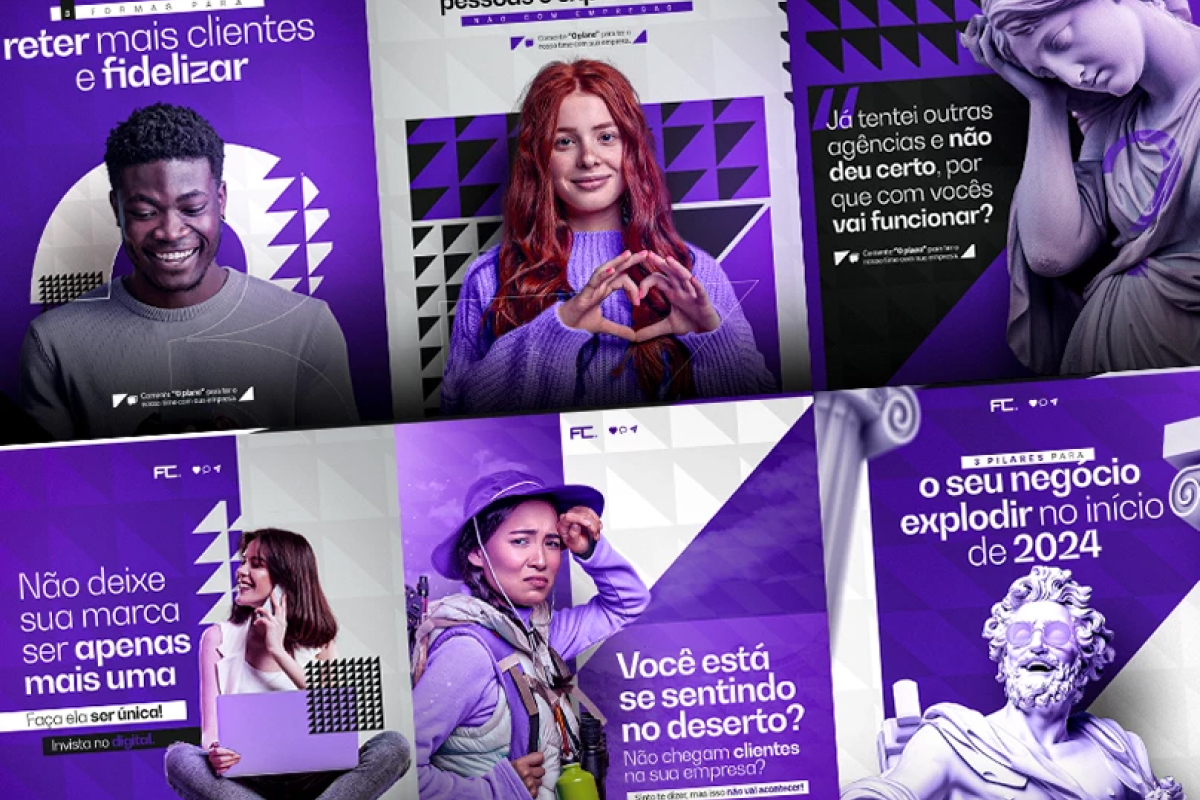 3 FORMAS PARA
reter mais clientes
e fidelizar
Comente "O plano" para ter o
nosso time com sua empresa.
NÃO COM EMPRESAS
Comente "O plano" para ter o
nosso time com sua empresa.
Já tentei outras
agências e não
deu certo, por
que com vocês
vai funcionar?
Comente "O plano" para ter o
nosso time com sua empresa.
FC.
Não deixe
sua marca
ser apenas
mais uma
Faça ela ser única!
Invista no digital.
FC.
Você está
se sentindo
no deserto?
Não chegam clientes
na sua empresa?
Sinto te dizer, mas isso não vai acontecer!
FC.
3 PILARES PARA
o seu negócio
explodir no início
de 2024